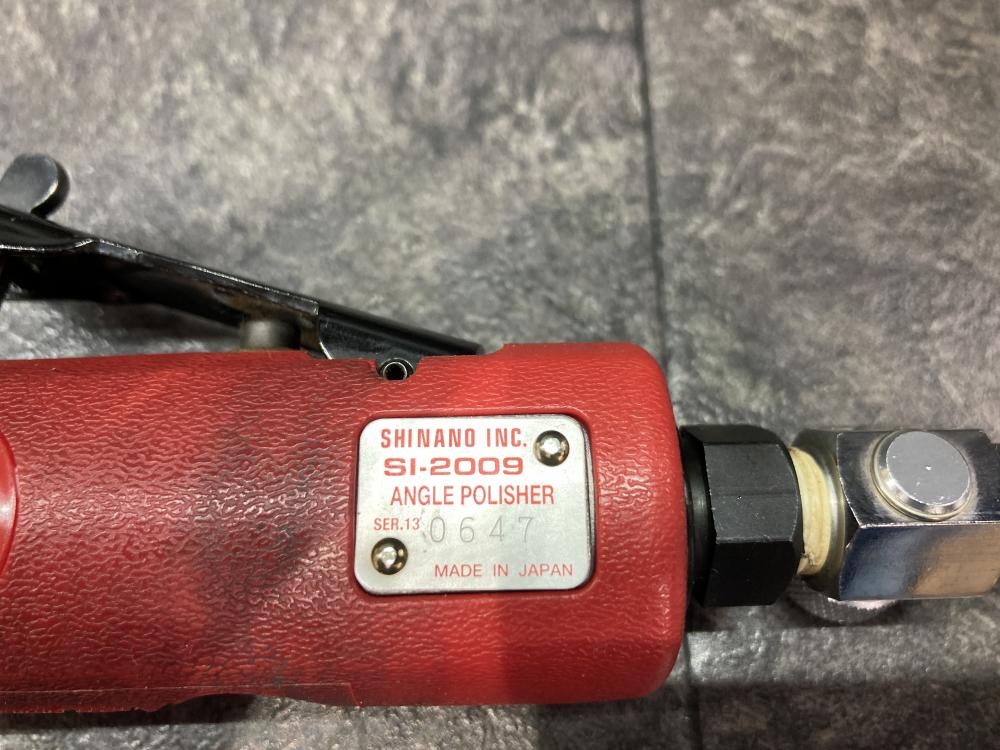 SHINANO INC.
SI-2009
ANGLE POLISHER
SER.13 0647
MADE IN JAPAN